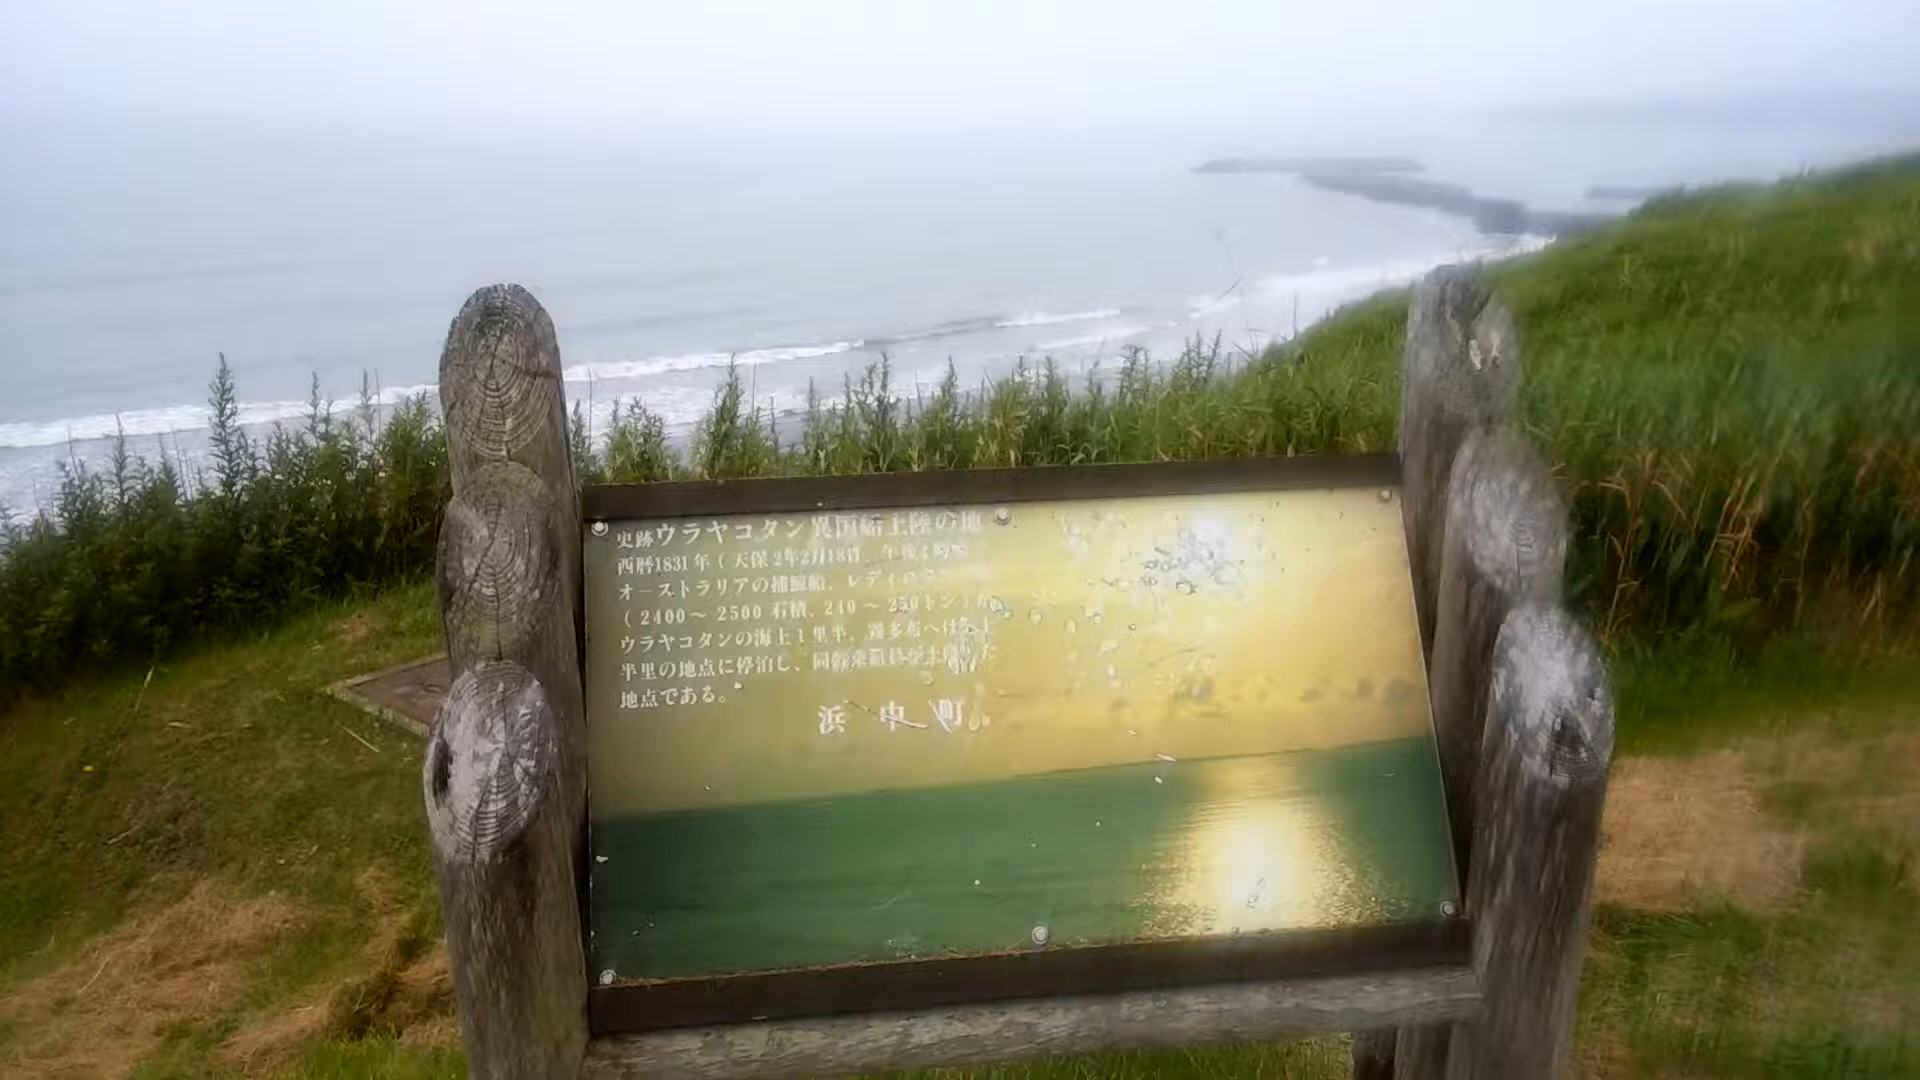 史跡ウラヤコタン異国船上陸の地
西暦1831年(天保2年2月18日、午後
オーストラリアの捕鯨船、レディ
(2400～2500石積、240～250トン)が
ウラヤコタンの海上1里半、霧多布へは
半里の地点に停泊し、同船乗組員が上陸した
地点である。
浜中町